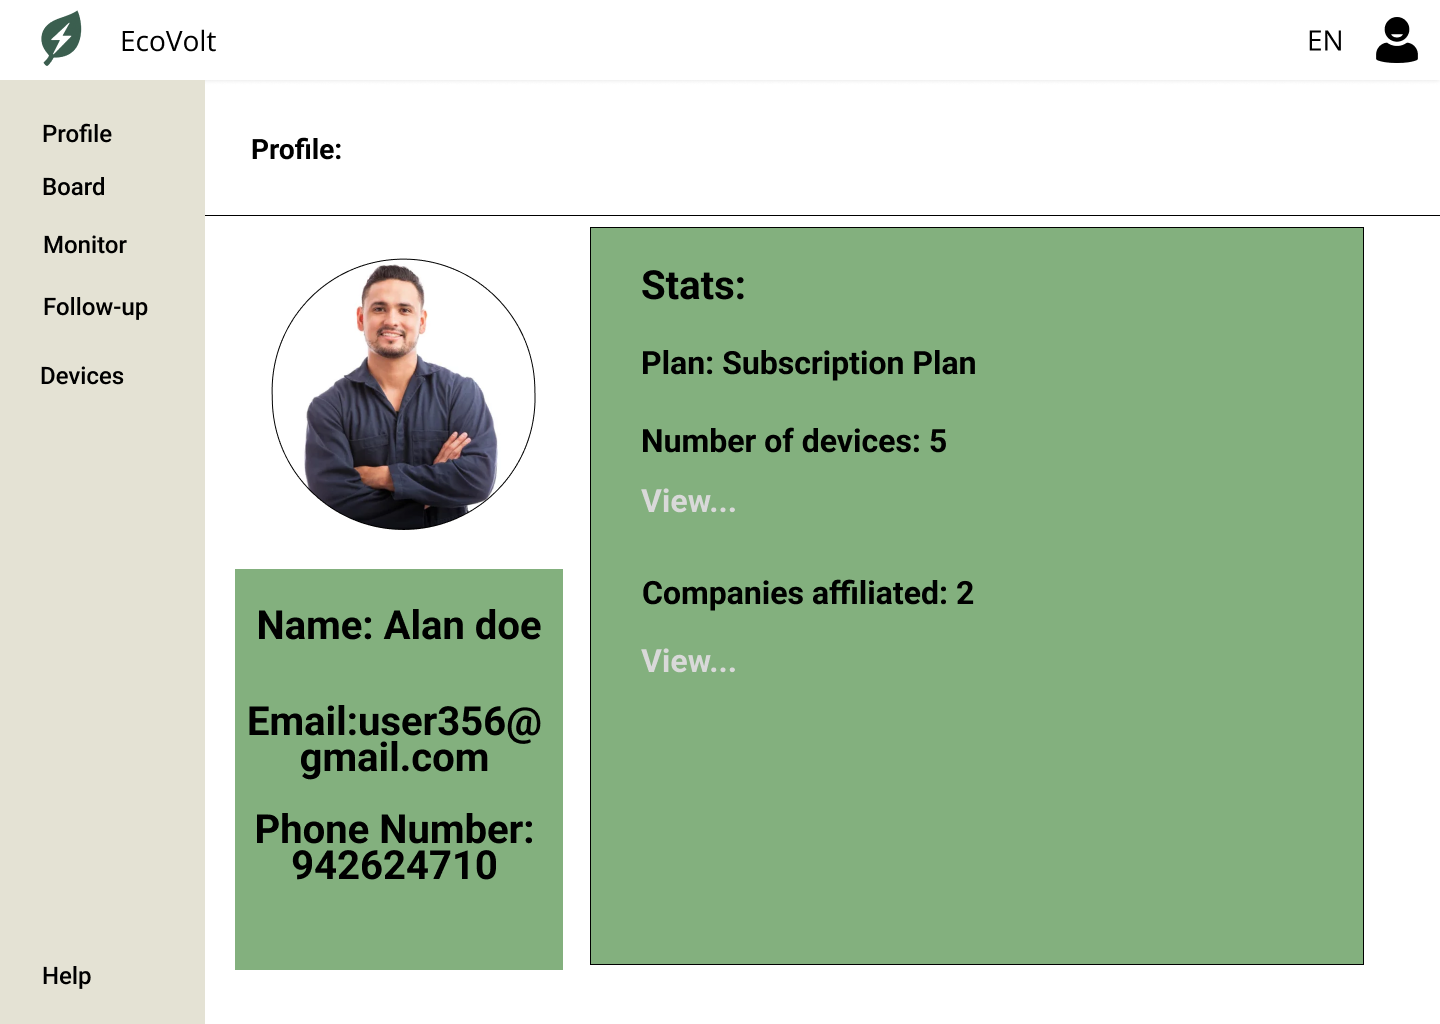 EcoVolt
EN
Profile
Board
Monitor
Follow-up
Devices
Help
Profile:
Name: Alan doe
Email:user356@
gmail.com
Phone Number:
942624710
Stats:
Plan: Subscription Plan
Number of devices: 5
View...
Companies affiliated: 2
View...